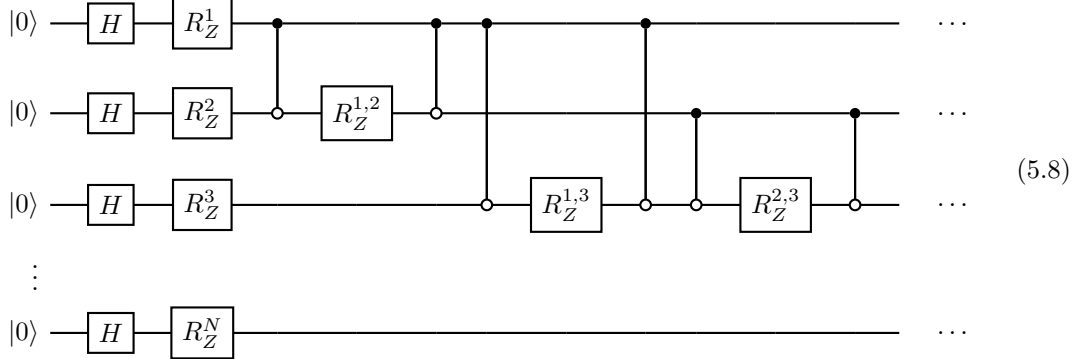 |0⟩ H R_Z^1 ⋯
|0⟩ H R_Z^2 R_Z^{1,2} ⋯
(5.8)
|0⟩ H R_Z^3 R_Z^{1,3} R_Z^{2,3} ⋯
⋮
|0⟩ H R_Z^N ⋯